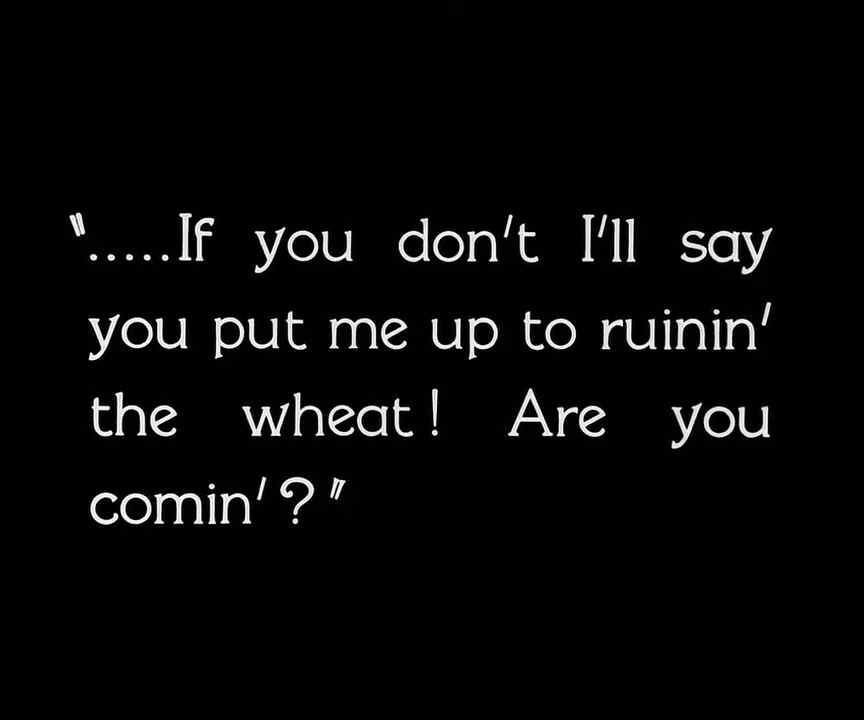 ".....If you don't I'll say
you put me up to ruinin'
the wheat! Are you
comin'?"